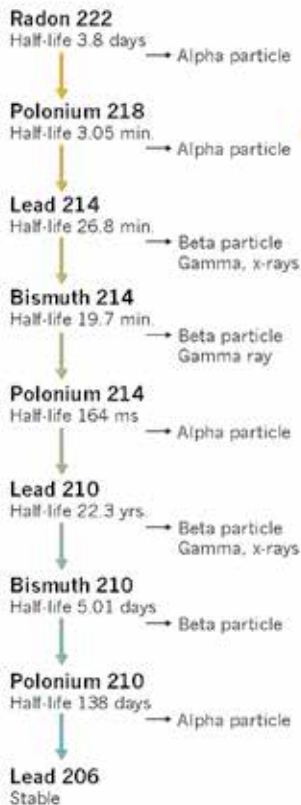 Radon 222
Half-life 3.8 days
Alpha particle
Polonium 218
Half-life 3.05 min.
Alpha particle
Lead 214
Half-life 26.8 min.
Beta particle
Gamma, x-rays
Bismuth 214
Half-life 19.7 min.
Beta particle
Gamma ray
Polonium 214
Half-life 164 ms
Alpha particle
Lead 210
Half-life 22.3 yrs.
Beta particle
Gamma, x-rays
Bismuth 210
Half-life 5.01 days
Beta particle
Polonium 210
Half-life 138 days
Alpha particle
Lead 206
Stable